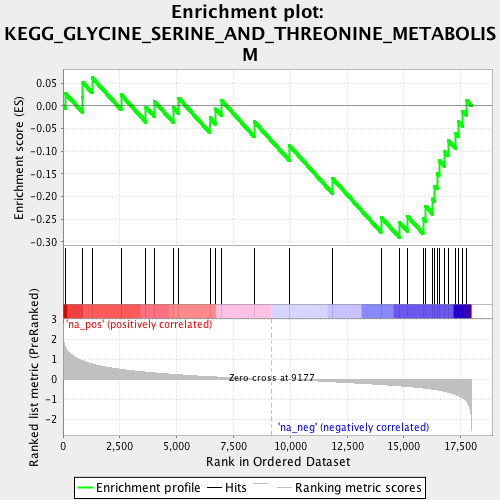 Enrichment plot:
KEGG_GLYCINE_SERINE_AND_THREONINE_METABOLIS
M
Enrichment score (ES)
0.05
0.00
-0.05
-0.10
-0.15
-0.20
-0.25
-0.30
'na_pos' (positively correlated)
Ranked list metric (PreRanked)
3
2
1
0
-1
-2
Zero cross at 9177
'na_neg' (negatively correlated)
0
2,500
5,000
7,500
10,000
12,500
15,000
17,500
Rank in Ordered Dataset
Enrichment profile
Hits
Ranking metric scores